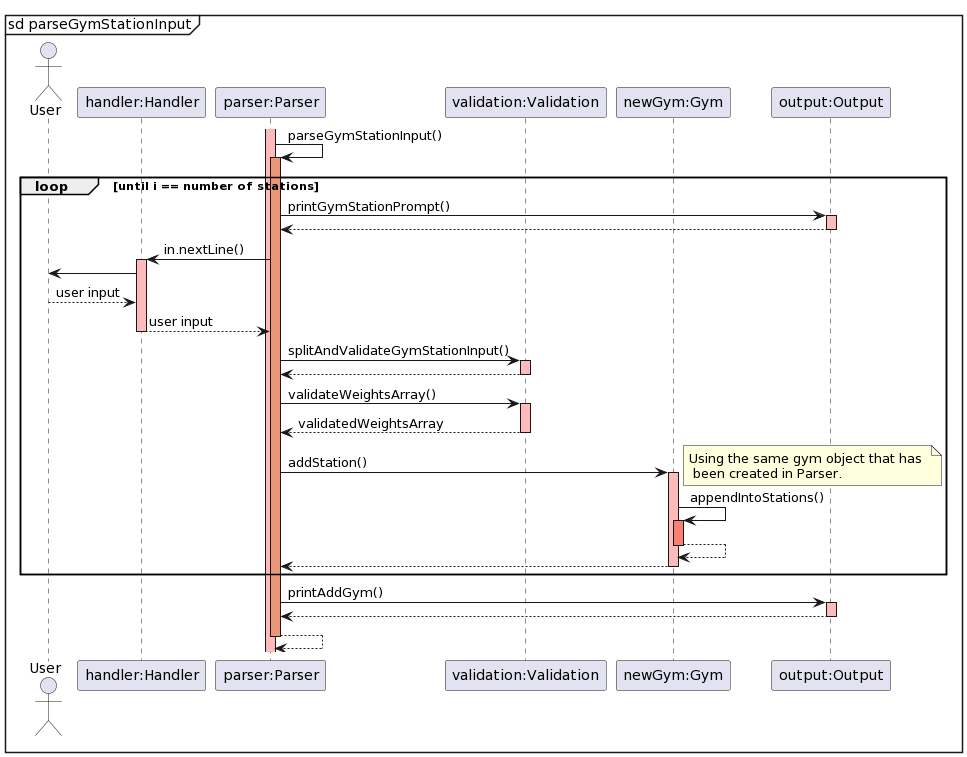 sd parseGymStationInput
User
handler:Handler
parser:Parser
validation:Validation
newGym:Gym
output:Output
parseGymStationInput()
loop
[until i == number of stations]
printGymStationPrompt()
in.nextLine()
user input
user input
splitAndValidateGymStationInput()
validateWeightsArray()
validatedWeightsArray
addStation()
Using the same gym object that has
been created in Parser.
appendIntoStations()
printAddGym()
User
handler:Handler
parser:Parser
validation:Validation
newGym:Gym
output:Output